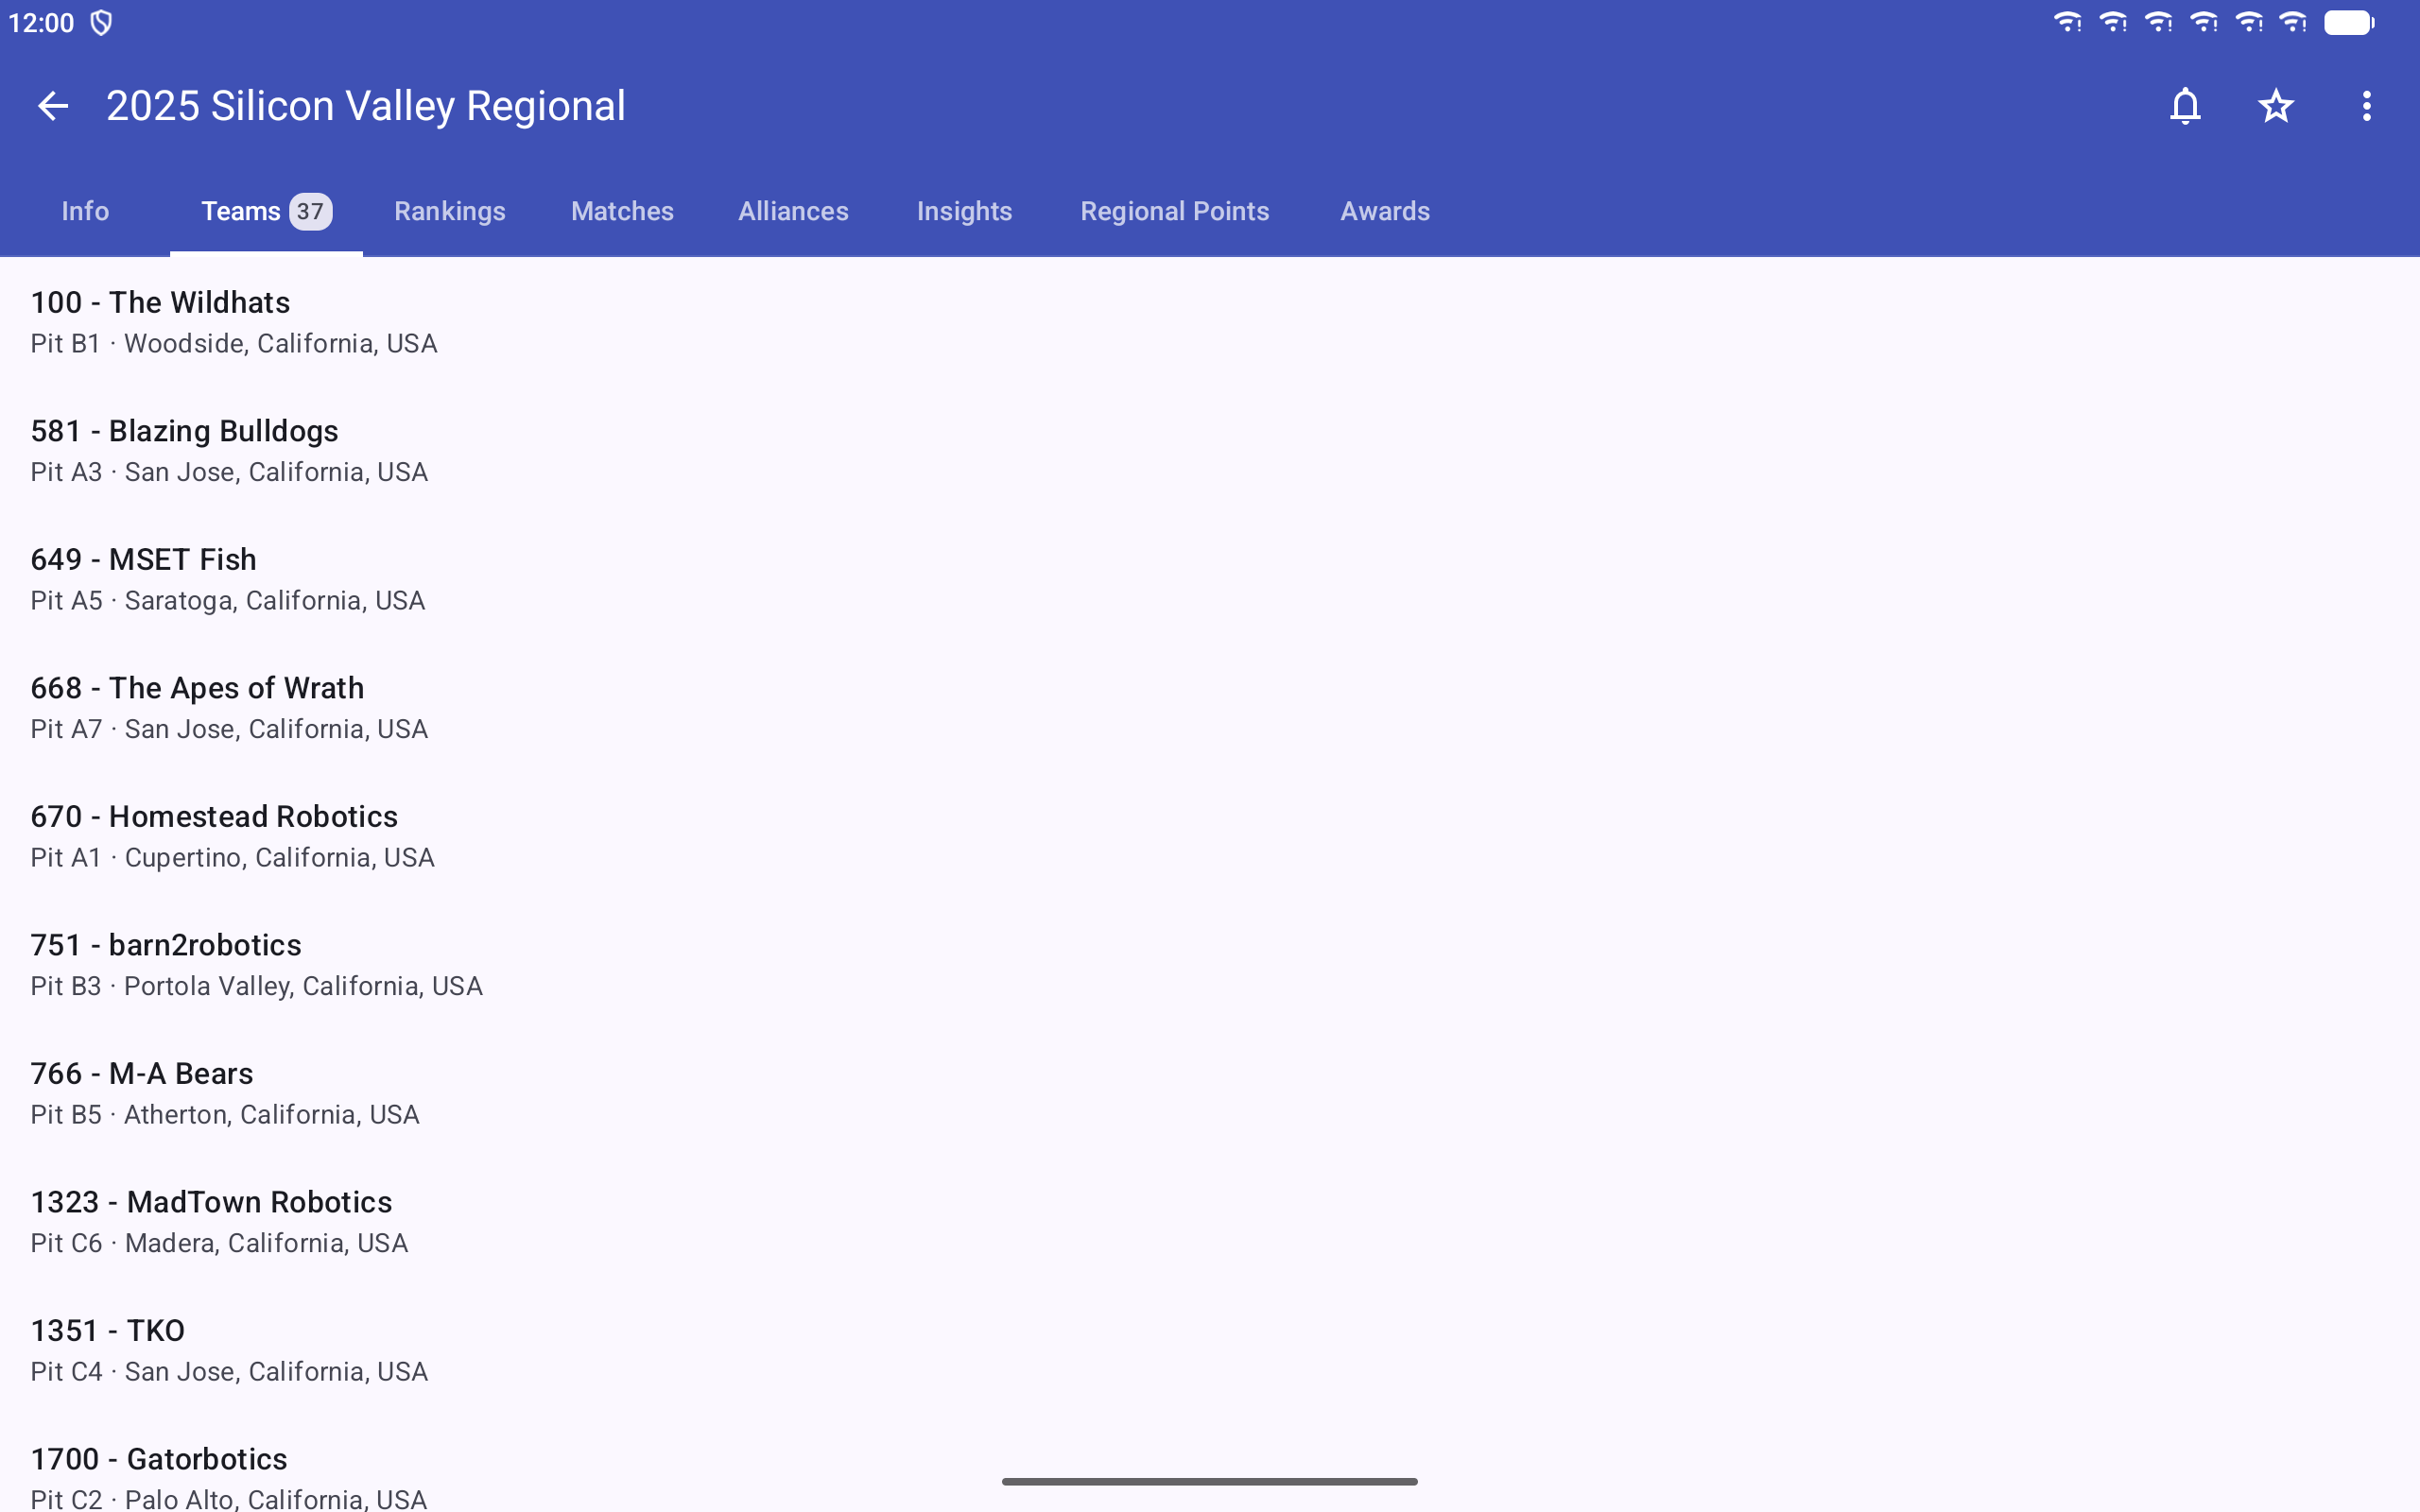 12:00
2025 Silicon Valley Regional
Info Teams 37 Rankings Matches Alliances Insights Regional Points Awards
100 - The Wildhats
Pit B1 · Woodside, California, USA
581 - Blazing Bulldogs
Pit A3 · San Jose, California, USA
649 - MSET Fish
Pit A5 · Saratoga, California, USA
668 - The Apes of Wrath
Pit A7 · San Jose, California, USA
670 - Homestead Robotics
Pit A1 · Cupertino, California, USA
751 - barn2robotics
Pit B3 · Portola Valley, California, USA
766 - M-A Bears
Pit B5 · Atherton, California, USA
1323 - MadTown Robotics
Pit C6 · Madera, California, USA
1351 - TKO
Pit C4 · San Jose, California, USA
1700 - Gatorbotics
Pit C2 · Palo Alto, California, USA